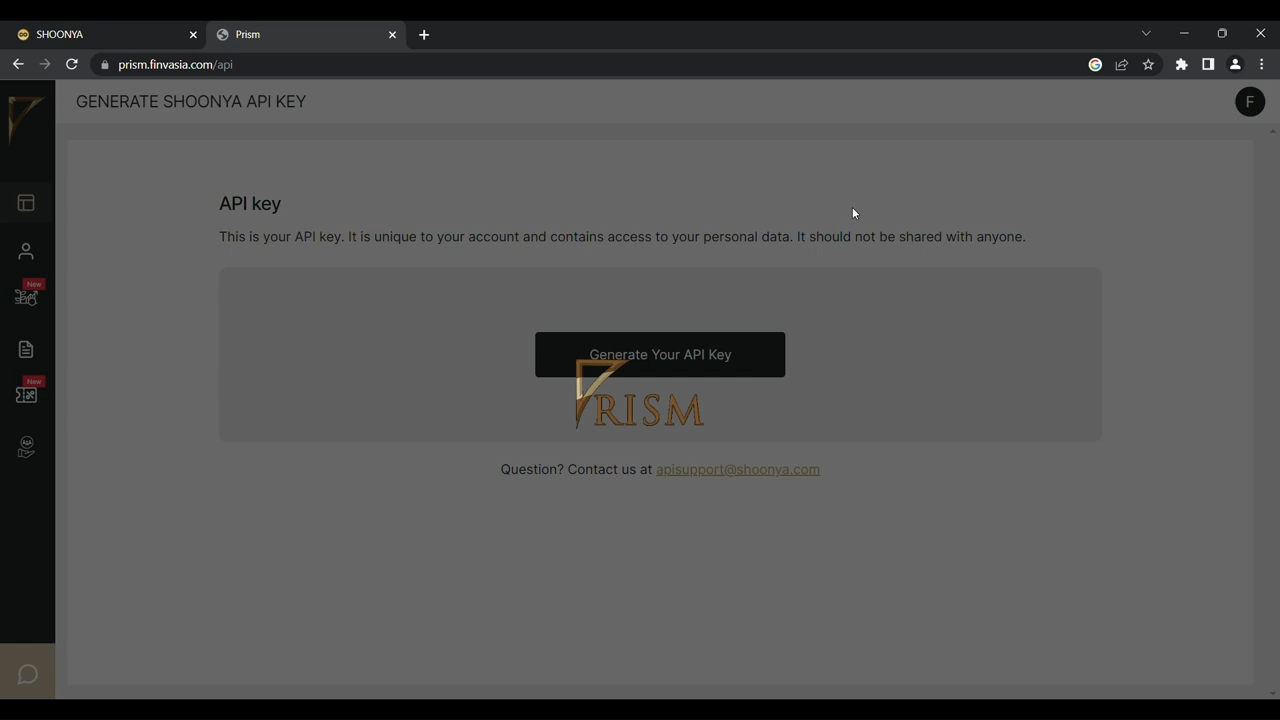 SHOONYA
Prism
prism.finvasia.com/api
GENERATE SHOONYA API KEY
F
API key
This is your API key. It is unique to your account and contains access to your personal data. It should not be shared with anyone.
New
Generate Your API Key
New
PRISM
Question? Contact us at apisupport@shoonya.com